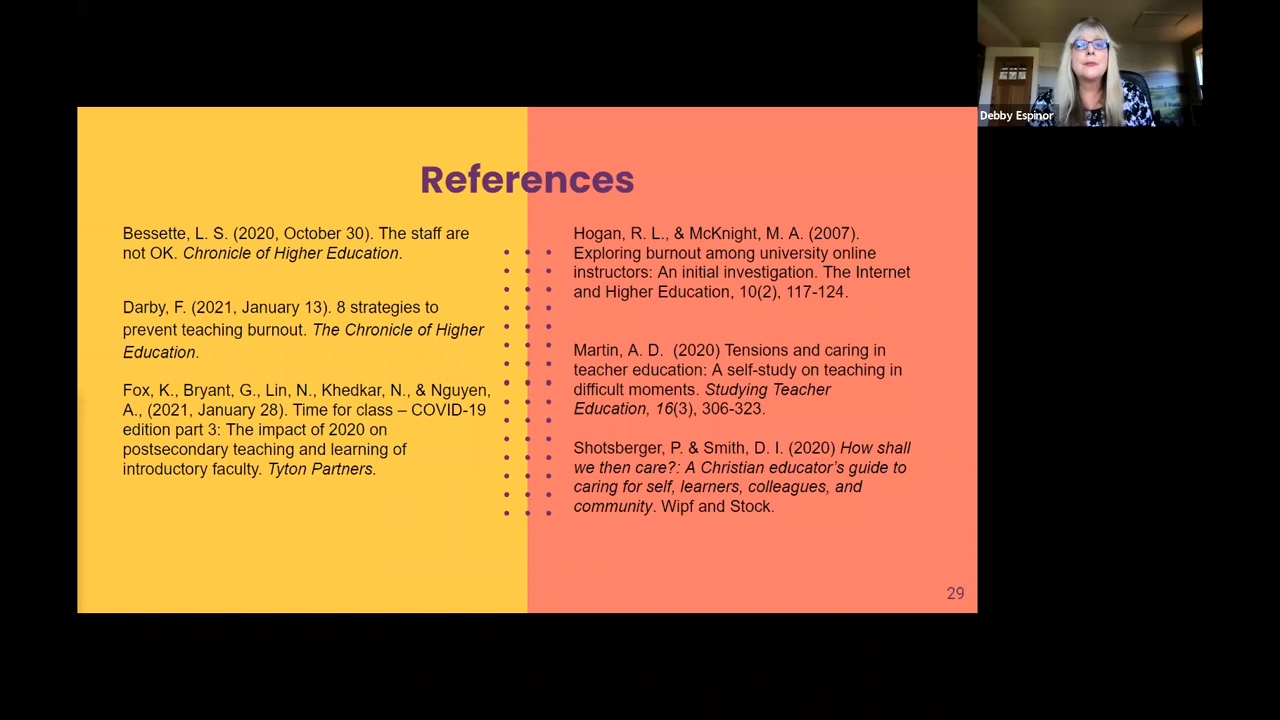 Debby Espinor
References
Bessette, L. S. (2020, October 30). The staff are
not OK. Chronicle of Higher Education.
Darby, F. (2021, January 13). 8 strategies to
prevent teaching burnout. The Chronicle of Higher
Education.
Fox, K., Bryant, G., Lin, N., Khedkar, N., & Nguyen,
A., (2021, January 28). Time for class – COVID-19
edition part 3: The impact of 2020 on
postsecondary teaching and learning of
introductory faculty. Tyton Partners.
Hogan, R. L., & McKnight, M. A. (2007).
Exploring burnout among university online
instructors: An initial investigation. The Internet
and Higher Education, 10(2), 117-124.
Martin, A. D.  (2020) Tensions and caring in
teacher education: A self-study on teaching in
difficult moments. Studying Teacher
Education, 16(3), 306-323.
Shotsberger, P. & Smith, D. I. (2020) How shall
we then care?: A Christian educator’s guide to
caring for self, learners, colleagues, and
community. Wipf and Stock.
29